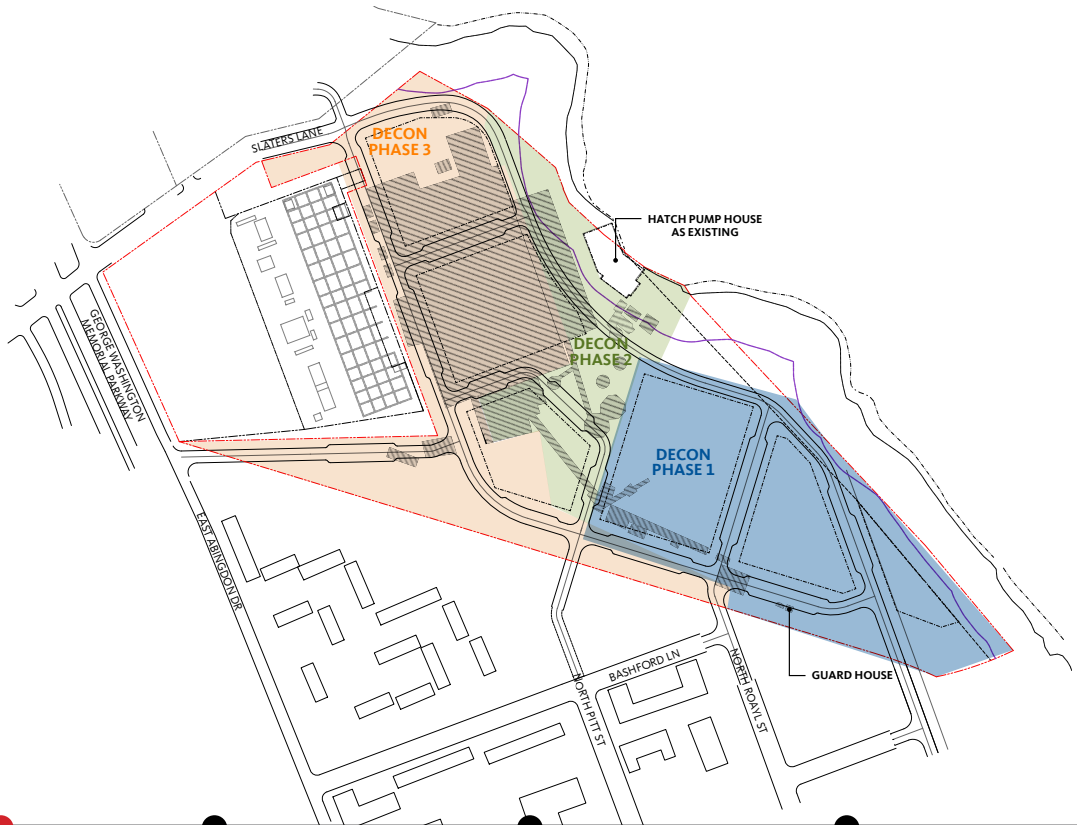 DECON
PHASE 3
SLATERS LANE
HATCH PUMP HOUSE
AS EXISTING
GEORGE WASHINGTON
MEMORIAL PARKWAY
DECON
PHASE 2
DECON
PHASE 1
EAST ABINGDON DR
GUARD HOUSE
BASHFORD LN
NORTH PITT ST
NORTH ROAYL ST